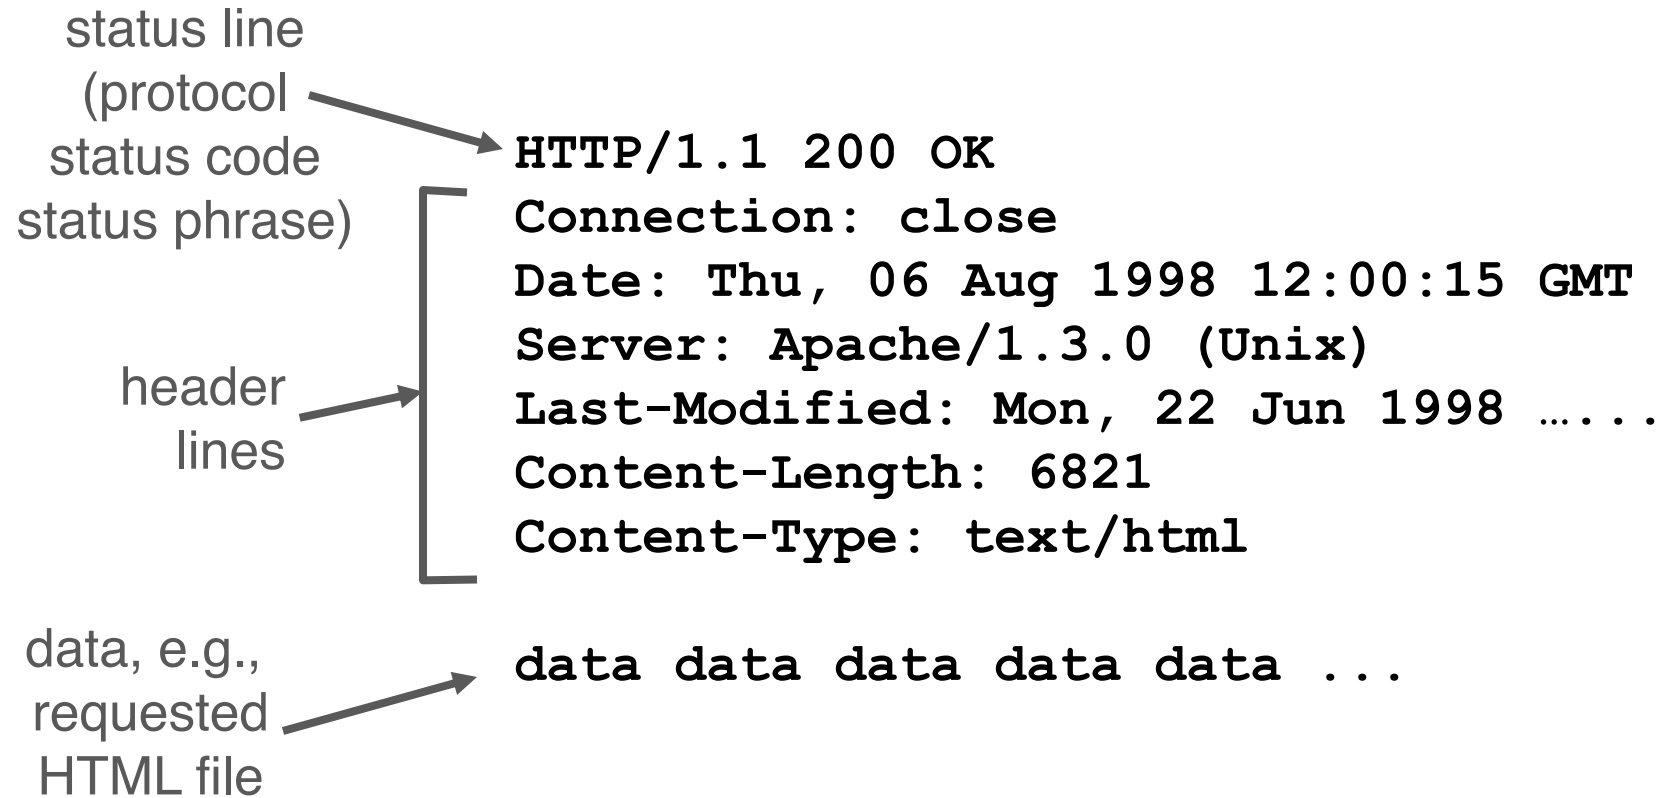 status line
(protocol
status code
status phrase)
HTTP/1.1 200 OK
Connection: close
Date: Thu, 06 Aug 1998 12:00:15 GMT
Server: Apache/1.3.0 (Unix)
Last-Modified: Mon, 22 Jun 1998 …...
Content-Length: 6821
Content-Type: text/html
header
lines
data, e.g.,
requested
HTML file
data data data data data ...